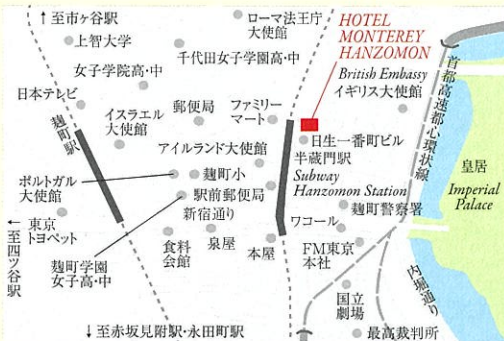 ↑至市ヶ谷駅
上智大学
ローマ法王庁
大使館
千代田女子学園高・中
女子学院高・中
HOTEL
MONTEREY
HANZOMON
British Embassy
イギリス大使館
首都高速都心環状線
日本テレビ
麹町駅
イスラエル
大使館
郵便局
ファミリー
マート
日生一番町ビル
半蔵門駅
Subway
Hanzomon Station
アイルランド大使館
皇居
Imperial
Palace
ポルトガル
大使館
麹町小
駅前郵便局
新宿通り
麹町警察署
←至四ツ谷駅
東京
トヨペット
ワコール
麹町学園
女子高・中
食料
会館
泉屋
本屋
FM東京
本社
内堀通り
国立
劇場
↓至赤坂見附駅・永田町駅
最高裁判所